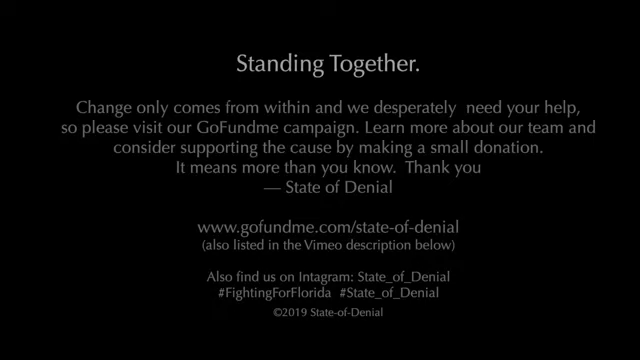 Standing Together.
Change only comes from within and we desperately need your help,
so please visit our GoFundme campaign. Learn more about our team and
consider supporting the cause by making a small donation.
It means more than you know. Thank you
— State of Denial
www.gofundme.com/state-of-denial
(also listed in the Vimeo description below)
Also find us on Intagram: State_of_Denial
#FightingForFlorida #State_of_Denial
©2019 State-of-Denial